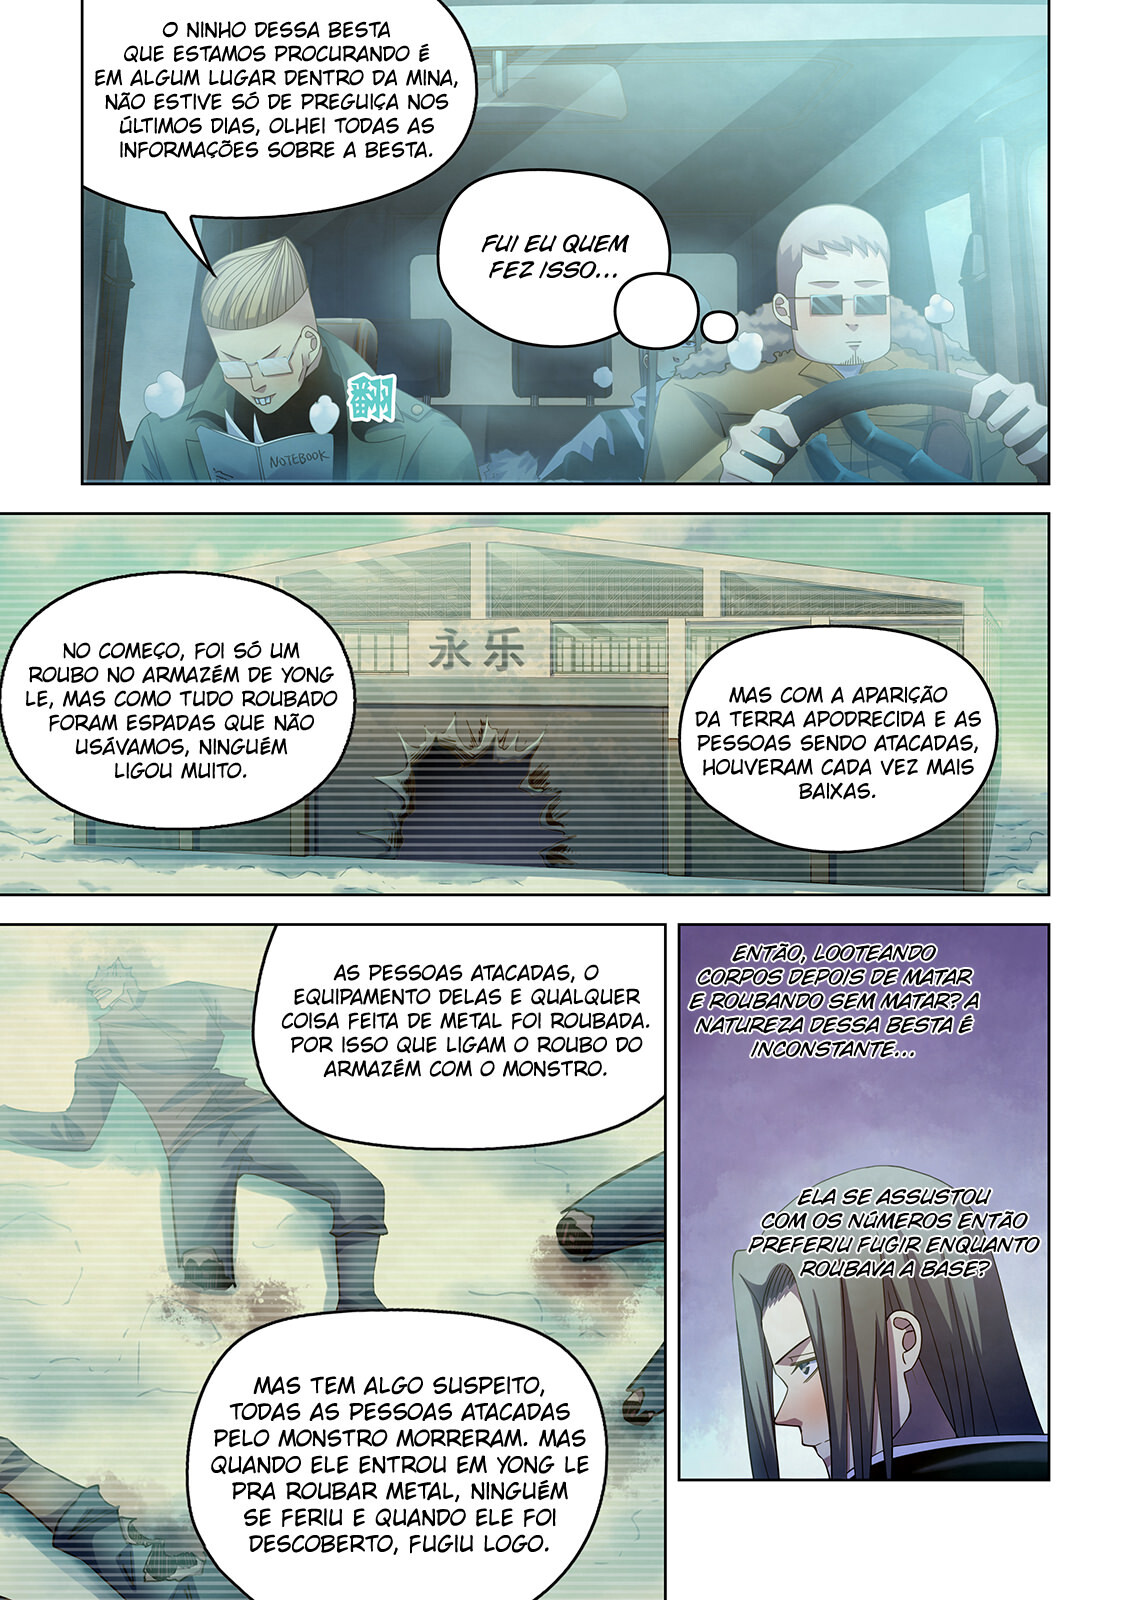 O NINHO DESSA BESTA
QUE ESTAMOS PROCURANDO É
EM ALGUM LUGAR DENTRO DA MINA,
NÃO ESTIVE SÓ DE PREGUIÇA NOS
ÚLTIMOS DIAS, OLHEI TODAS AS
INFORMAÇÕES SOBRE A BESTA.
FUI EU QUEM
FEZ ISSO...
翻
NOTEBOOK
NO COMEÇO, FOI SÓ UM
ROUBO NO ARMAZÉM DE YONG
LE, MAS COMO TUDO ROUBADO
FORAM ESPADAS QUE NÃO
USÁVAMOS, NINGUÉM
LIGOU MUITO.
永乐
MAS COM A APARIÇÃO
DA TERRA APODRECIDA E AS
PESSOAS SENDO ATACADAS,
HOUVERAM CADA VEZ MAIS
BAIXAS.
AS PESSOAS ATACADAS, O
EQUIPAMENTO DELAS E QUALQUER
COISA FEITA DE METAL FOI ROUBADA.
POR ISSO QUE LIGAM O ROUBO DO
ARMAZÉM COM O MONSTRO.
ENTÃO, LOOTEANDO
CORPOS DEPOIS DE MATAR
E ROUBANDO SEM MATAR? A
NATUREZA DESSA BESTA É
INCONSTANTE...
ELA SE ASSUSTOU
COM OS NÚMEROS ENTÃO
PREFERIU FUGIR ENQUANTO
ROUBAVA A BASE?
MAS TEM ALGO SUSPEITO,
TODAS AS PESSOAS ATACADAS
PELO MONSTRO MORRERAM. MAS
QUANDO ELE ENTROU EM YONG LE
PRA ROUBAR METAL, NINGUÉM
SE FERIU E QUANDO ELE FOI
DESCOBERTO, FUGIU LOGO.